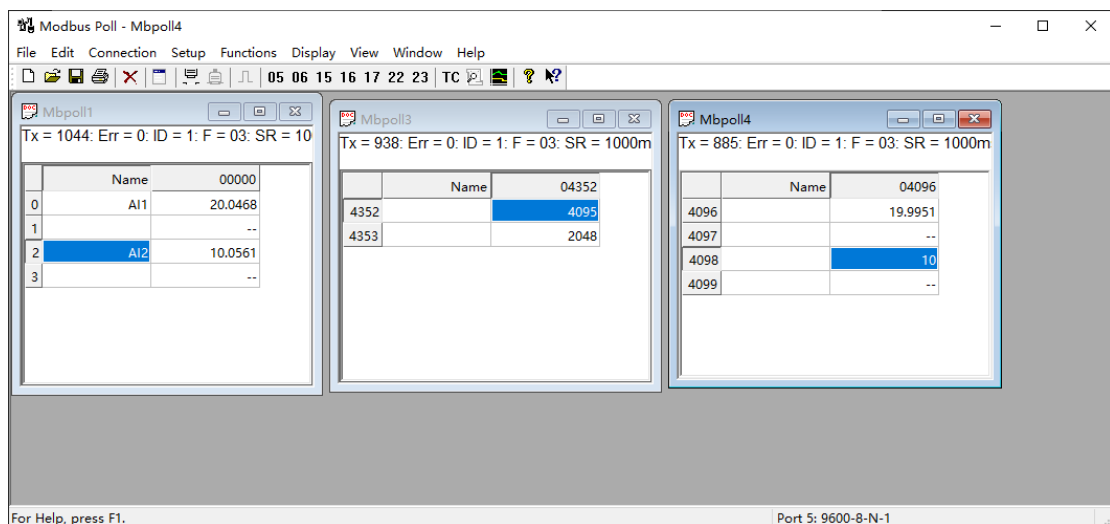 Modbus Poll - Mbpoll4
File Edit Connection Setup Functions Display View Window Help
05 06 15 16 17 22 23 TC
Mbpoll1
Tx = 1044: Err = 0: ID = 1: F = 03: SR = 10
Name 00000
0 AI1 20.0468
1 --
2 AI2 10.0561
3 --
Mbpoll3
Tx = 938: Err = 0: ID = 1: F = 03: SR = 1000m
Name 04352
4352 4095
4353 2048
Mbpoll4
Tx = 885: Err = 0: ID = 1: F = 03: SR = 1000m
Name 04096
4096 19.9951
4097 --
4098 10
4099 --
For Help, press F1.
Port 5: 9600-8-N-1